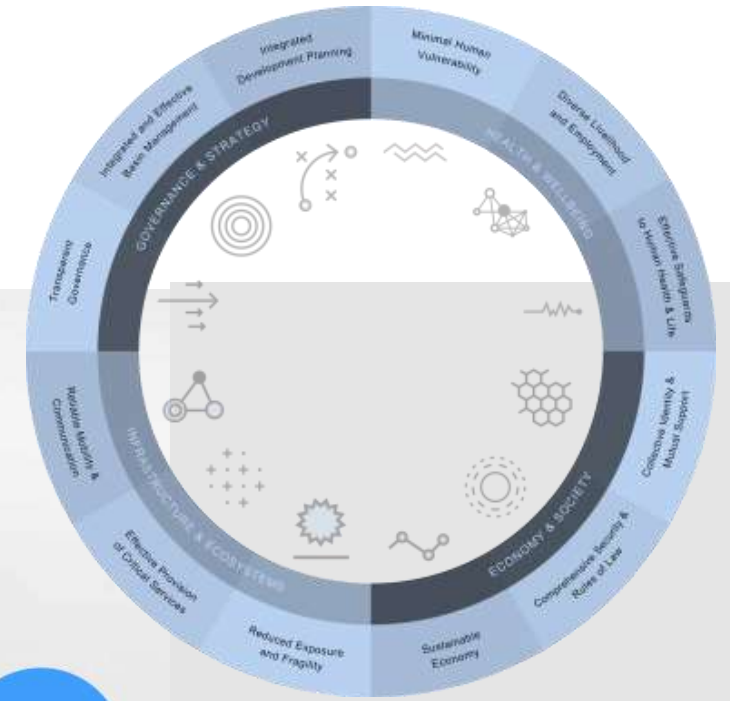 Minimal Human
Vulnerability
Diverse Livelihood
and Employment
Effective Safeguards
to Human Health & Life
Collective Identity &
Mutual Support
Comprehensive Security &
Rules of Law
Sustainable
Economy
Reduced Exposure
and Fragility
Effective Provision
of Critical Services
Reliable Mobility &
Communication
Transparent
Governance
Integrated and Effective
Basin Management
Integrated
Development Planning
HEALTH & WELLBEING
ECONOMY & SOCIETY
INFRASTRUCTURE & ECOSYSTEMS
GOVERNANCE & STRATEGY